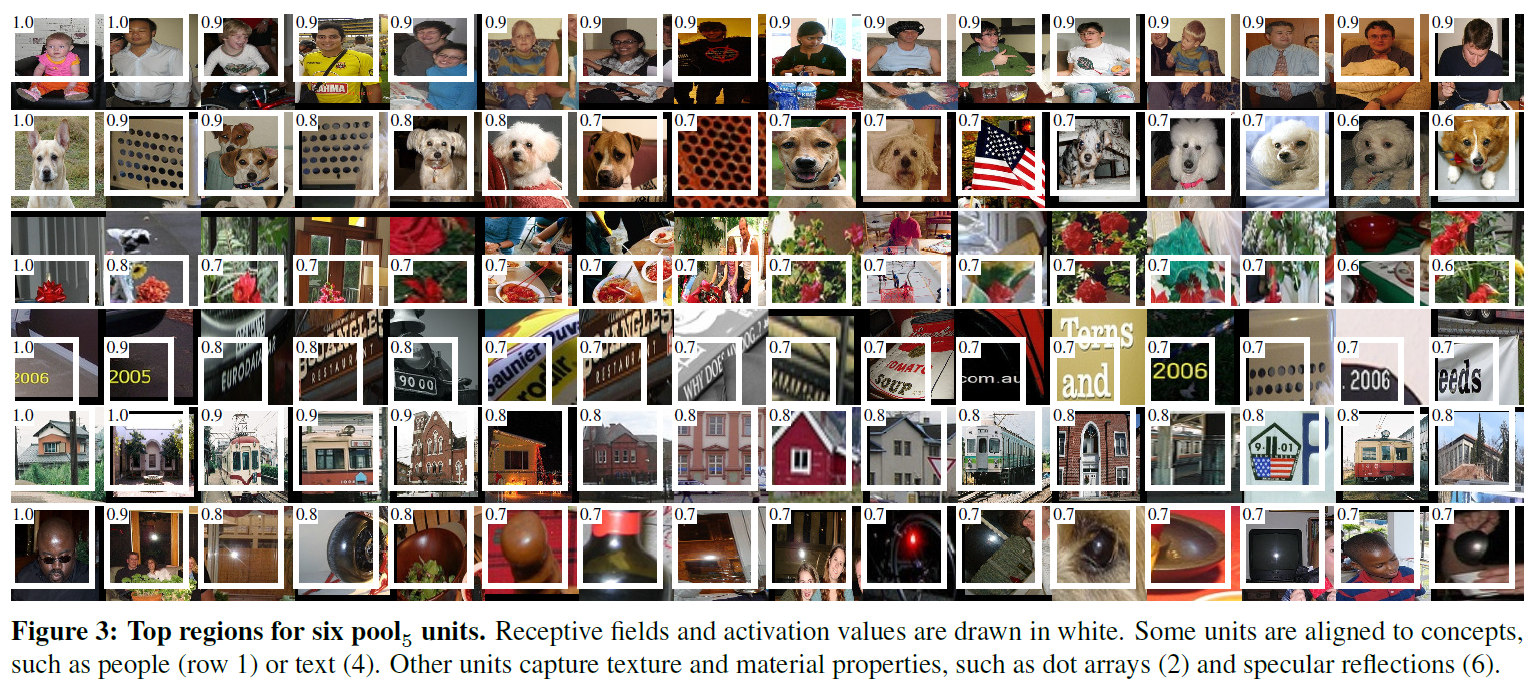 1.0 0.9 0.9 0.9 0.9 0.9 0.9 0.9 0.9 0.9 0.9 0.9 0.9 0.9 0.9 0.9
1.0 0.9 0.9 0.8 0.8 0.8 0.7 0.7 0.7 0.7 0.7 0.7 0.7 0.7 0.6 0.6
1.0 0.8 0.7 0.7 0.7 0.7 0.7 0.7 0.7 0.7 0.7 0.7 0.7 0.7 0.6 0.6
1.0 0.9 0.8 0.8 0.8 0.7 0.7 0.7 0.7 0.7 0.7 0.7 0.7 0.7 0.7 0.7
2006
2005
EURODA
RESTAURANT
90 00
Saunier Duv
rodir
ANGLES
RESTAURANT
WHY DOE
TOMATO
SOUP
com.au
Terns
and
2006
2006
eeds
1.0 1.0 0.9 0.9 0.9 0.8 0.8 0.8 0.8 0.8 0.8 0.8 0.8 0.8 0.8 0.8
9-11-01
1.0 0.9 0.8 0.8 0.8 0.7 0.7 0.7 0.7 0.7 0.7 0.7 0.7 0.7 0.7 0.7
Figure 3: Top regions for six pool5 units. Receptive fields and activation values are drawn in white. Some units are aligned to concepts,
such as people (row 1) or text (4). Other units capture texture and material properties, such as dot arrays (2) and specular reflections (6).